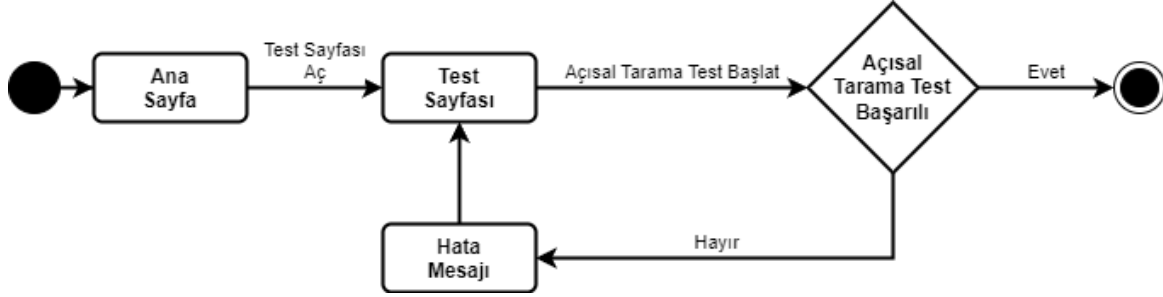 Ana
Sayfa
Test Sayfası
Aç
Test
Sayfası
Açısal Tarama Test Başlat
Açısal
Tarama Test
Başarılı
Evet
Hayır
Hata
Mesajı